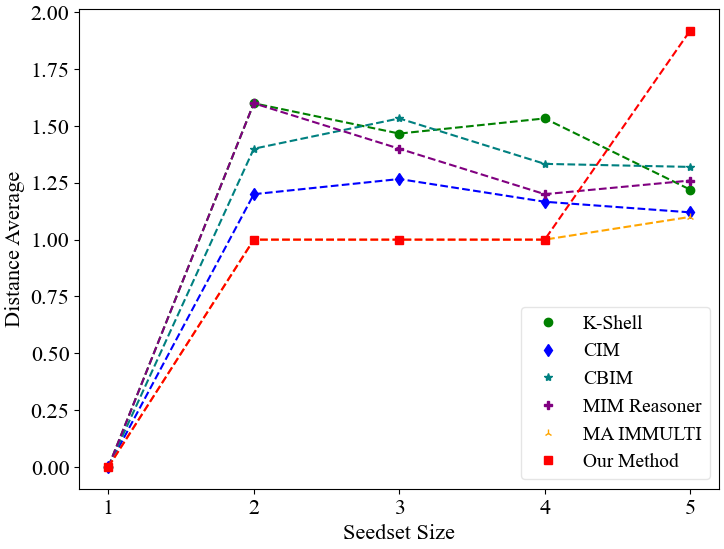 2.00
1.75
1.50
1.25
1.00
0.75
0.50
0.25
0.00
Distance Average
1 2 3 4 5
Seedset Size
K-Shell
CIM
CBIM
MIM Reasoner
MA IMMULTI
Our Method